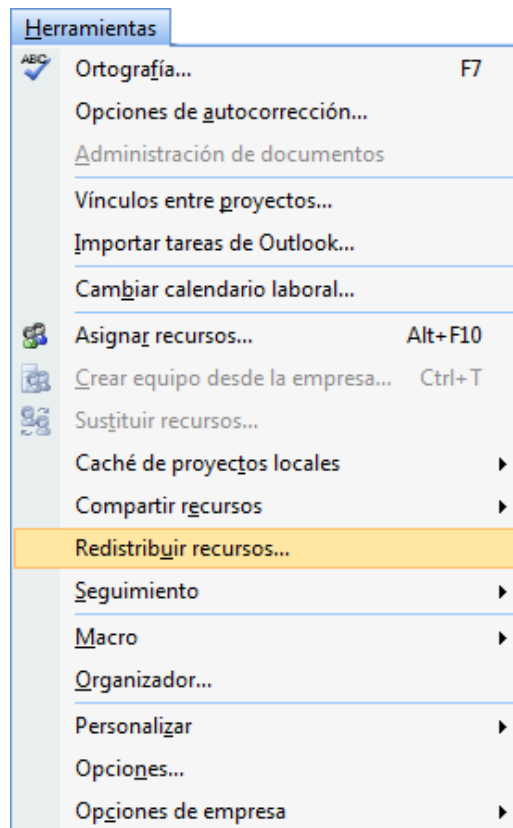 Herramientas
ABC Ortografía... F7
Opciones de autocorrección...
Administración de documentos
Vínculos entre proyectos...
Importar tareas de Outlook...
Cambiar calendario laboral...
Asignar recursos... Alt+F10
Crear equipo desde la empresa... Ctrl+T
Sustituir recursos...
Caché de proyectos locales
Compartir recursos
Redistribuir recursos...
Seguimiento
Macro
Organizador...
Personalizar
Opciones...
Opciones de empresa